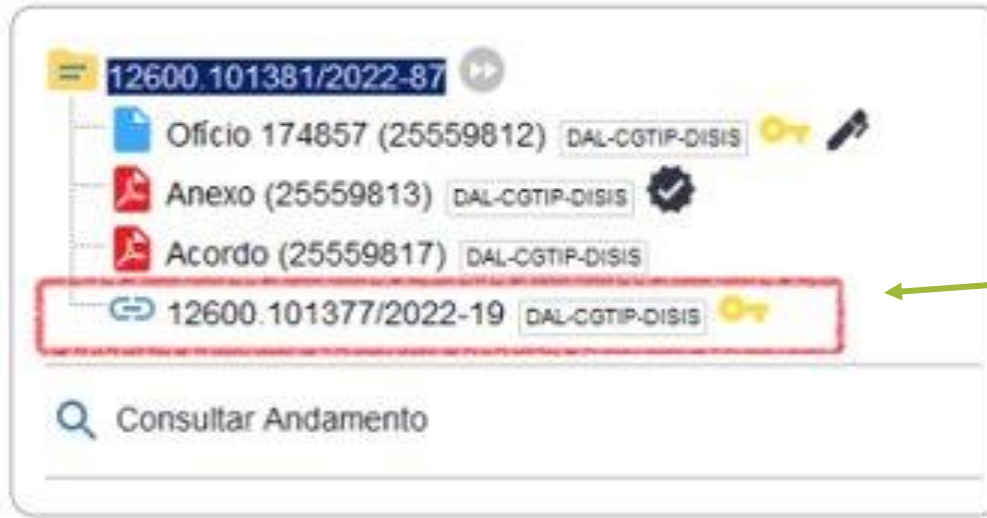 12600.101381/2022-87
Ofício 174857 (25559812) DAL-CGTIP-DISIS
Anexo (25559813) DAL-CGTIP-DISIS
Acordo (25559817) DAL-CGTIP-DISIS
12600.101377/2022-19 DAL-CGTIP-DISIS
Consultar Andamento